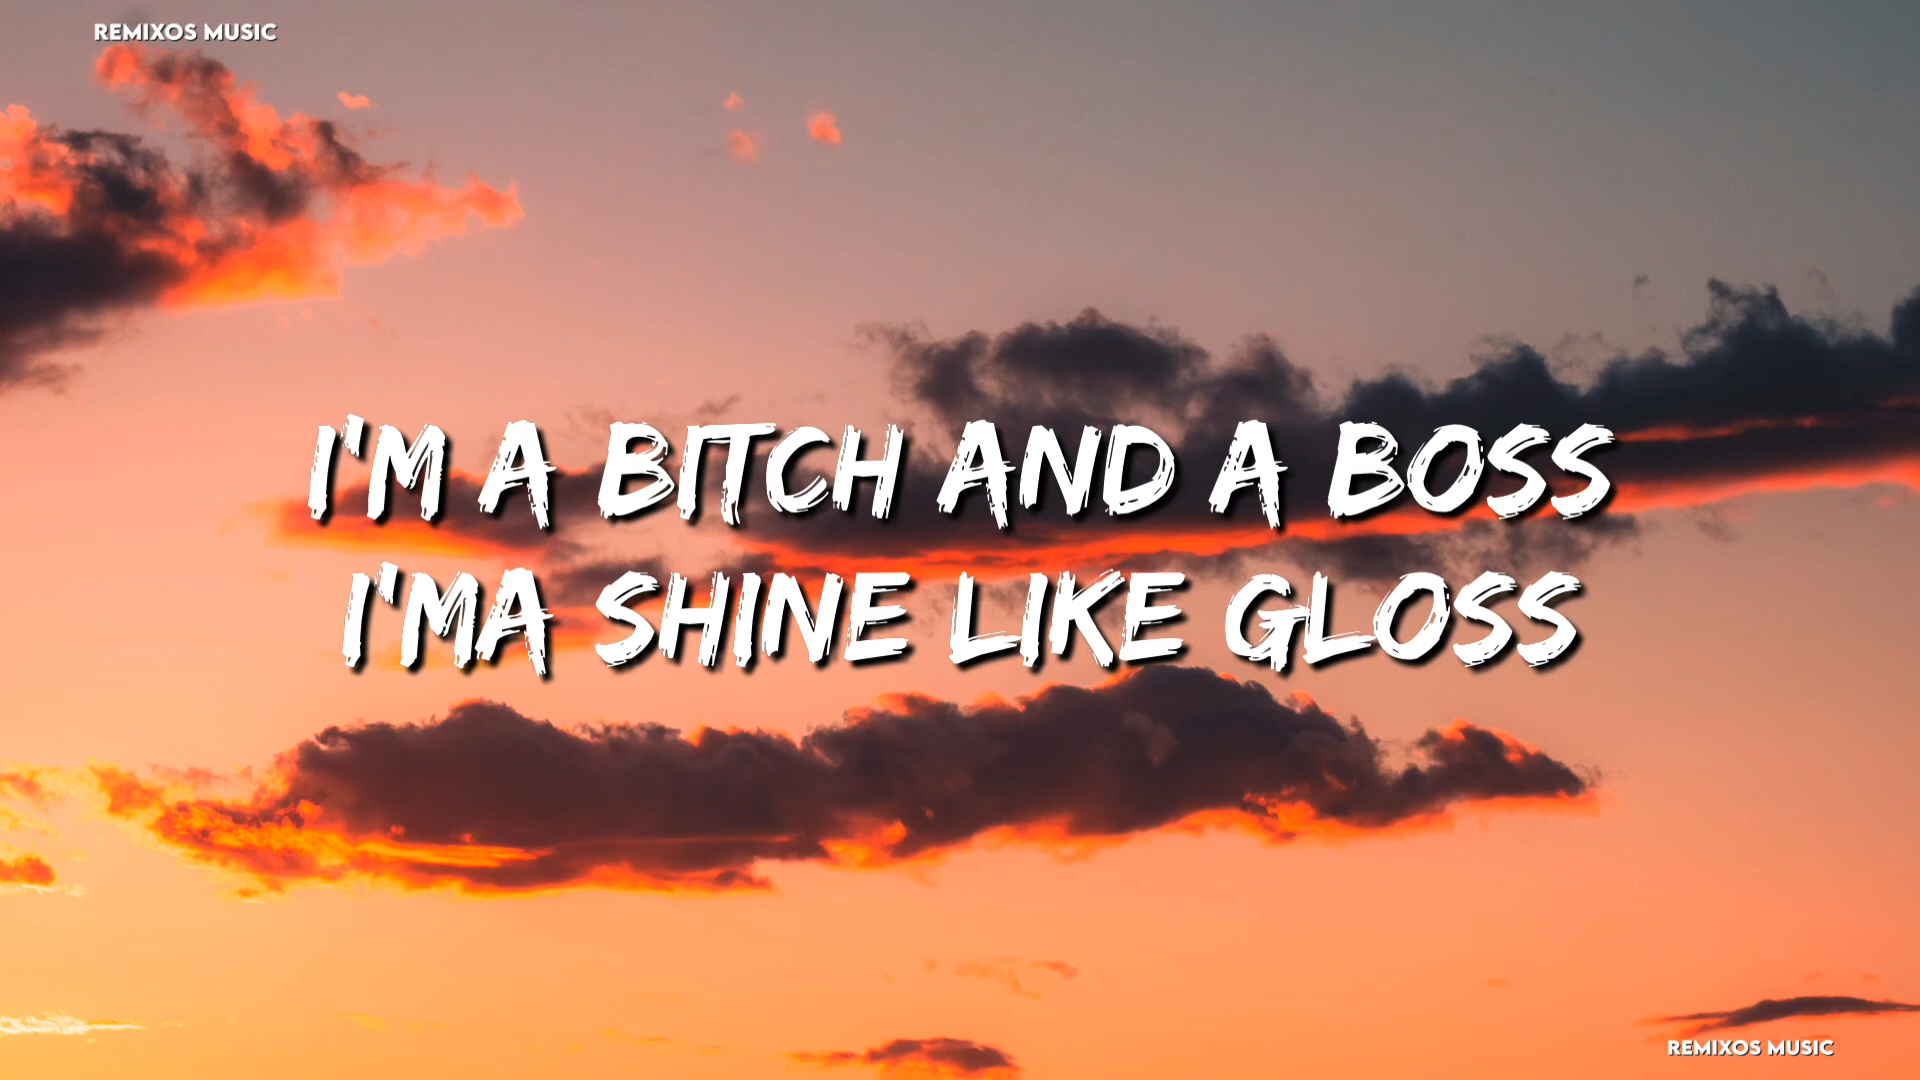 REMIXOS MUSIC
I'M A BITCH AND A BOSS
I'MA SHINE LIKE GLOSS
REMIXOS MUSIC